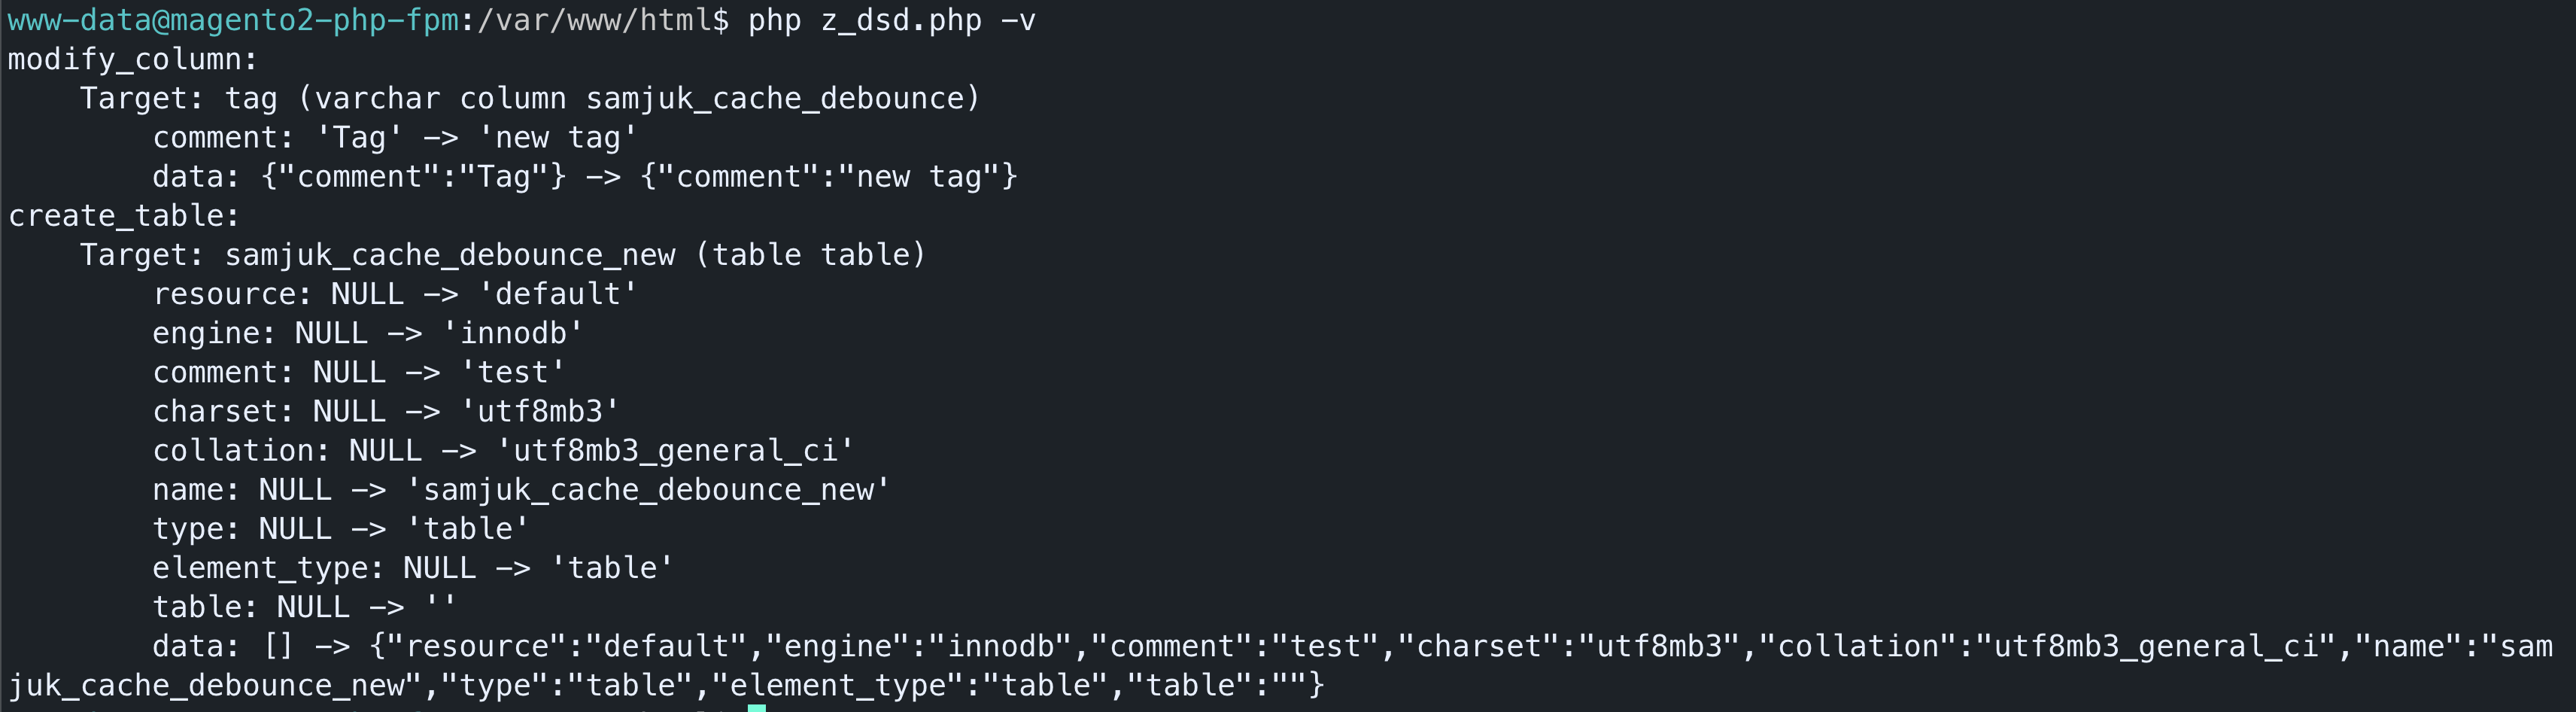 www-data@magento2-php-fpm:/var/www/html$ php z_dsd.php -v
modify_column:
    Target: tag (varchar column samjuk_cache_debounce)
        comment: 'Tag' -> 'new tag'
        data: {"comment":"Tag"} -> {"comment":"new tag"}
create_table:
    Target: samjuk_cache_debounce_new (table table)
        resource: NULL -> 'default'
        engine: NULL -> 'innodb'
        comment: NULL -> 'test'
        charset: NULL -> 'utf8mb3'
        collation: NULL -> 'utf8mb3_general_ci'
        name: NULL -> 'samjuk_cache_debounce_new'
        type: NULL -> 'table'
        element_type: NULL -> 'table'
        table: NULL -> ''
        data: [] -> {"resource":"default","engine":"innodb","comment":"test","charset":"utf8mb3","collation":"utf8mb3_general_ci","name":"sam
juk_cache_debounce_new","type":"table","element_type":"table","table":""}